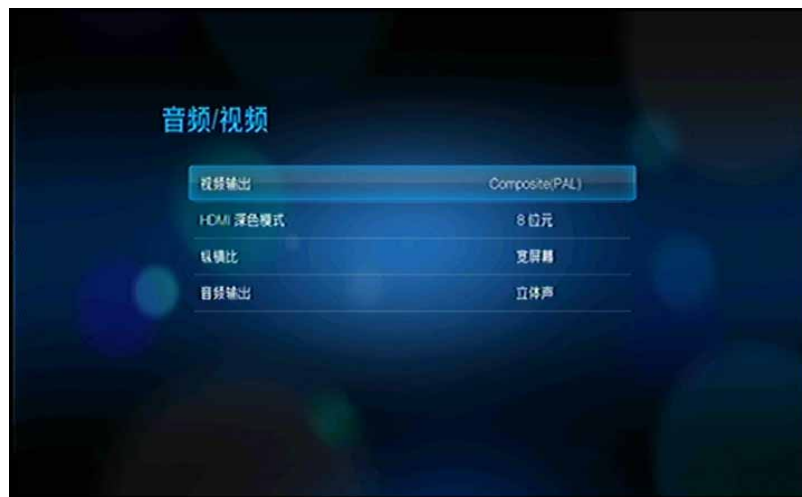 音频/视频
视频输出 Composite(PAL)
HDMI 深色模式 8 位元
纵横比 宽屏幕
音频输出 立体声